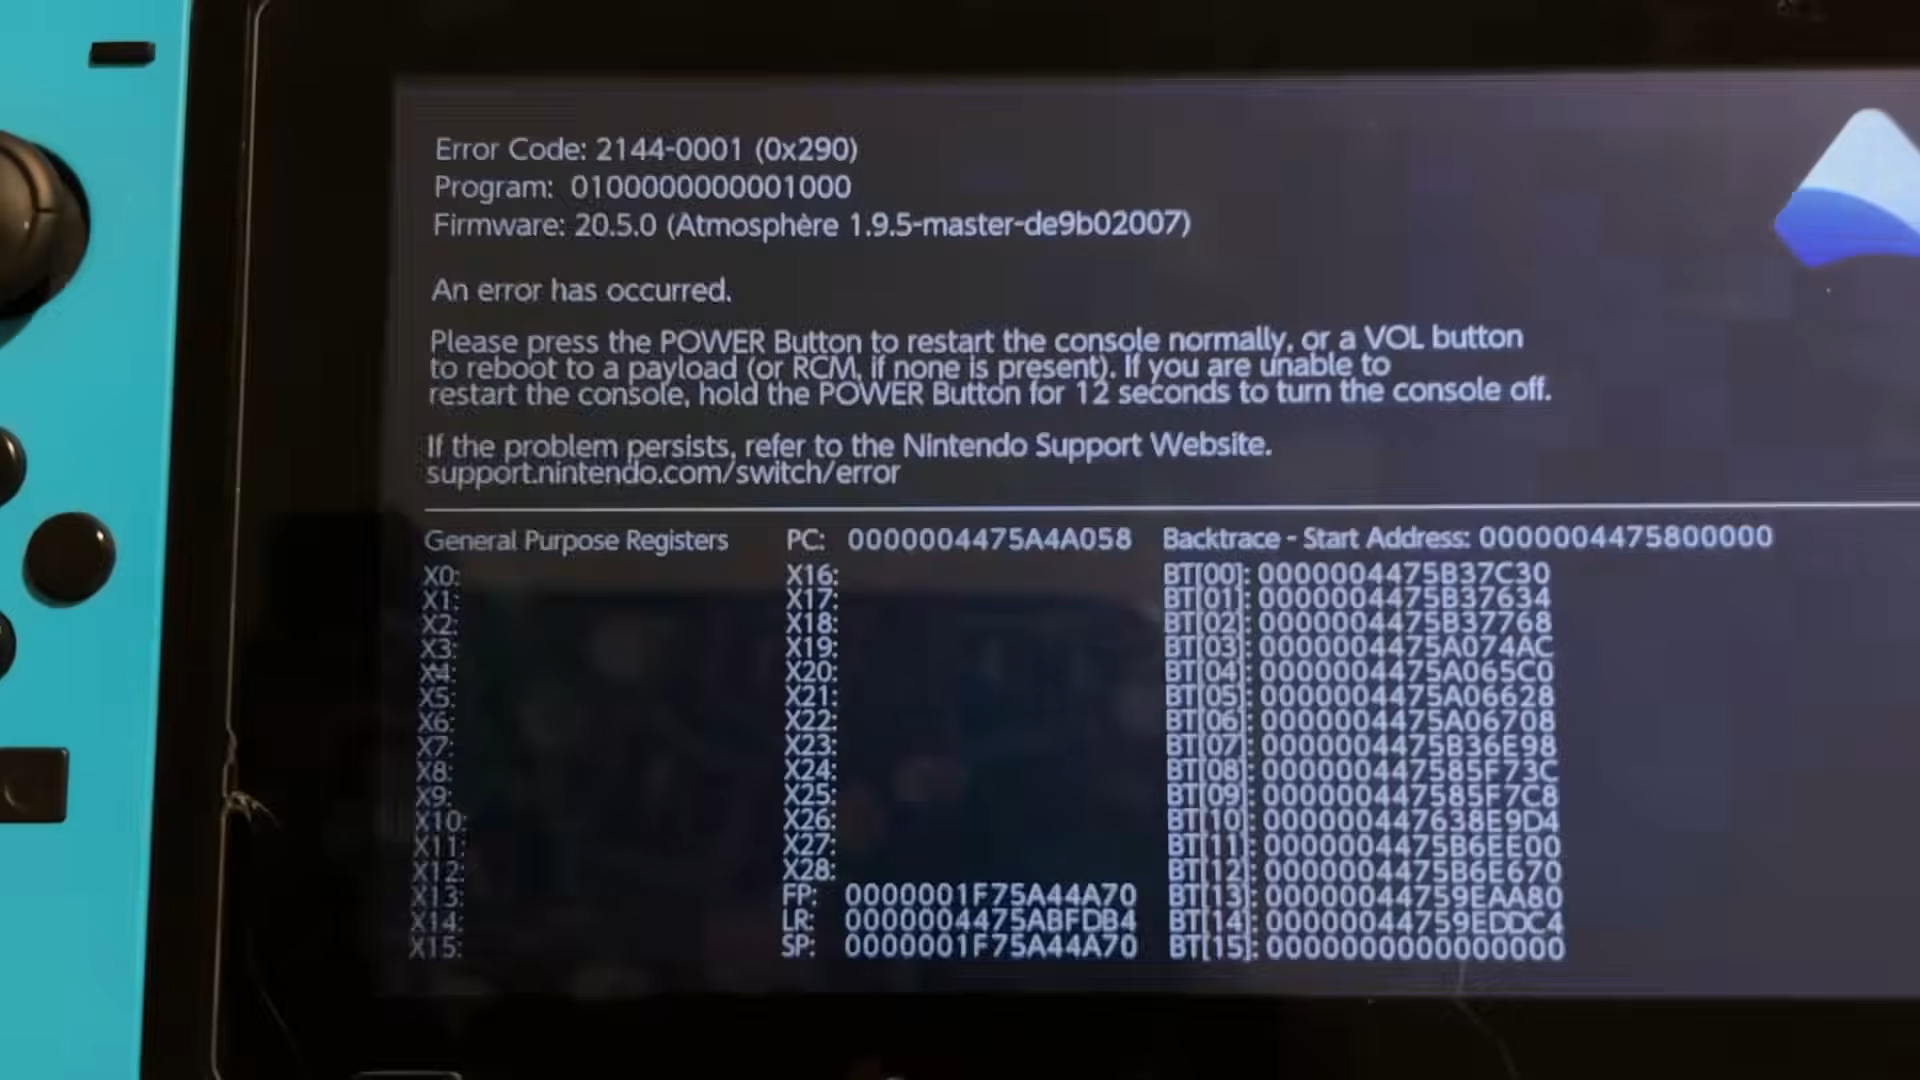 Error Code: 2144-0001 (0x290)
Program: 0100000000001000
Firmware: 20.5.0 (Atmosphère 1.9.5-master-de9b02007)
An error has occurred.
Please press the POWER Button to restart the console normally, or a VOL button
to reboot to a payload (or RCM, if none is present). If you are unable to
restart the console, hold the POWER Button for 12 seconds to turn the console off.
If the problem persists, refer to the Nintendo Support Website.
support.nintendo.com/switch/error
General Purpose Registers PC: 0000004475A4A058 Backtrace - Start Address: 0000004475800000
X0: X16: BT[00]: 0000004475B37C30
X1: X17: BT[01]: 0000004475B37634
X2: X18: BT[02]: 0000004475B37768
X3: X19: BT[03]: 0000004475A074AC
X4: X20: BT[04]: 0000004475A065C0
X5: X21: BT[05]: 0000004475A06628
X6: X22: BT[06]: 0000004475A06708
X7: X23: BT[07]: 0000004475B36E98
X8: X24: BT[08]: 000000447585F73C
X9: X25: BT[09]: 000000447585F7C8
X10: X26: BT[10]: 000000447638E9D4
X11: X27: BT[11]: 0000004475B6EE00
X12: X28: BT[12]: 0000004475B6E670
X13: FP: 0000001F75A44A70 BT[13]: 00000044759EAA80
X14: LR: 0000004475ABFDB4 BT[14]: 00000044759EDDC4
X15: SP: 0000001F75A44A70 BT[15]: 0000000000000000